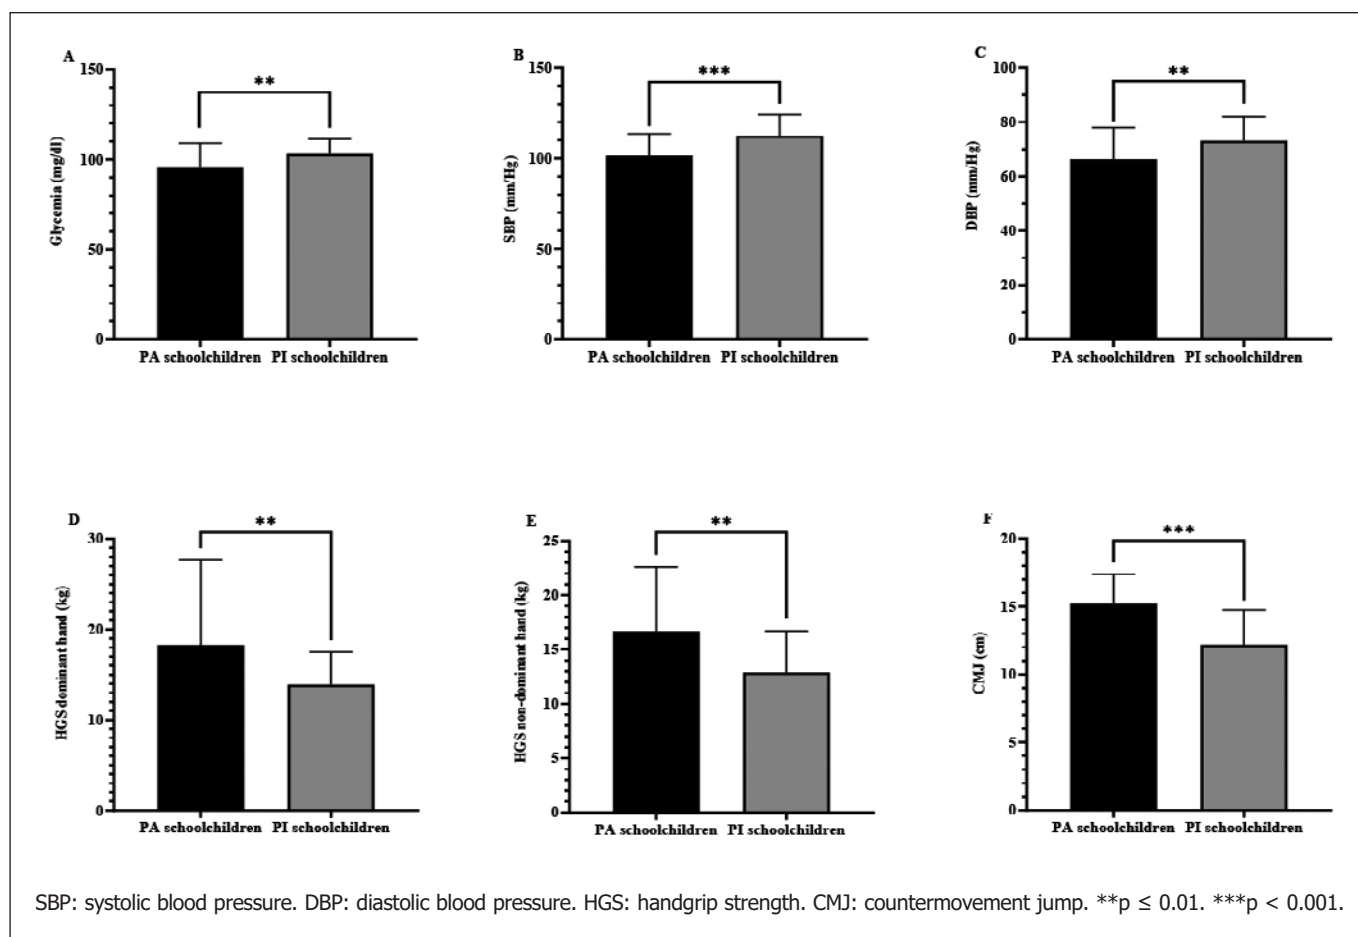 A
**
Glycemia (mg/dl)
150
100
50
0
PA schoolchildren PI schoolchildren
B
***
SBP (mm/Hg)
150
100
50
0
PA schoolchildren PI schoolchildren
C
**
DBP (mm/Hg)
100
80
60
40
20
0
PA schoolchildren PI schoolchildren
D
**
HGS dominant hand (kg)
30
20
10
0
PA schoolchildren PI schoolchildren
E
**
HGS non-dominant hand (kg)
25
20
15
10
5
0
PA schoolchildren PI schoolchildren
F
***
CMJ (cm)
20
15
10
5
0
PA schoolchildren PI schoolchildren
SBP: systolic blood pressure. DBP: diastolic blood pressure. HGS: handgrip strength. CMJ: countermovement jump. **p ≤ 0.01. ***p < 0.001.